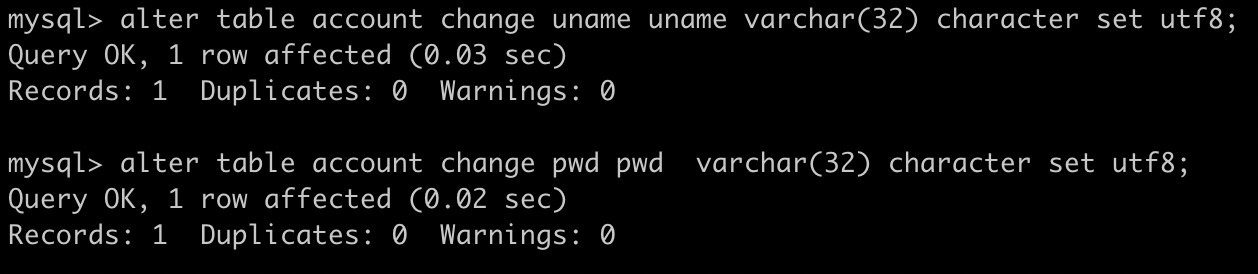 mysql> alter table account change uname uname varchar(32) character set utf8;
Query OK, 1 row affected (0.03 sec)
Records: 1  Duplicates: 0  Warnings: 0

mysql> alter table account change pwd pwd  varchar(32) character set utf8;
Query OK, 1 row affected (0.02 sec)
Records: 1  Duplicates: 0  Warnings: 0